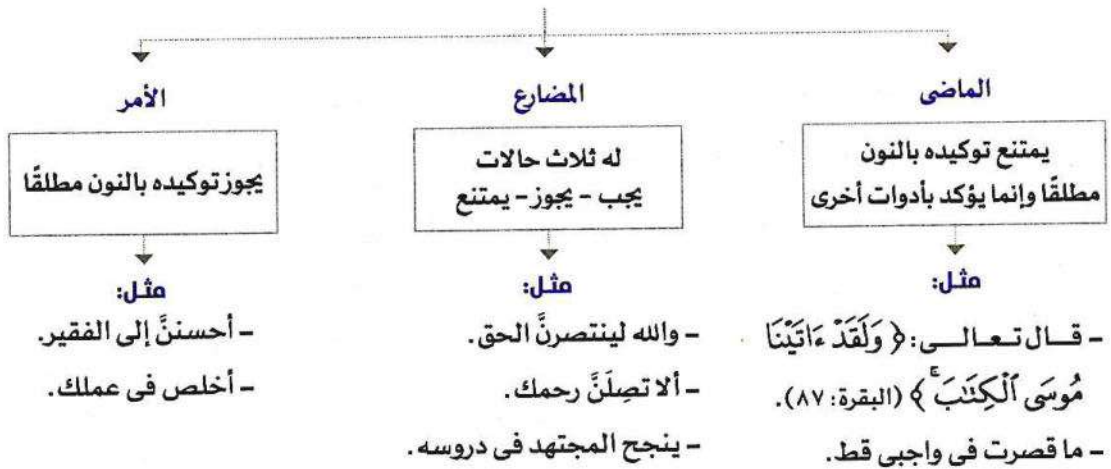 الماضى
يمتنع توكيده بالنون
مطلقًا وإنما يؤكد بأدوات أخرى
مثل:
- قال تعالى: ﴿ وَلَقَدْ ءَاتَيْنَا
مُوسَى ٱلْكِتَـٰبَ ۚ ﴾ (البقرة: ٨٧).
- ما قصرت فى واجبى قط.
المضارع
له ثلاث حالات
يجب - يجوز - يمتنع
مثل:
- والله لينتصرنَّ الحق.
- ألا تصِلَنَّ رحمك.
- ينجح المجتهد فى دروسه.
الأمر
يجوز توكيده بالنون مطلقًا
مثل:
- أحسننَّ إلى الفقير.
- أخلص فى عملك.